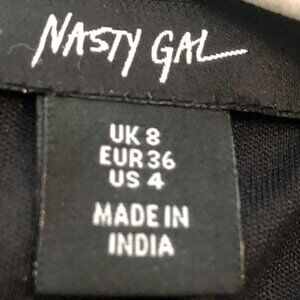 NASTY GAL
UK 8
EUR 36
US 4
MADE IN
INDIA